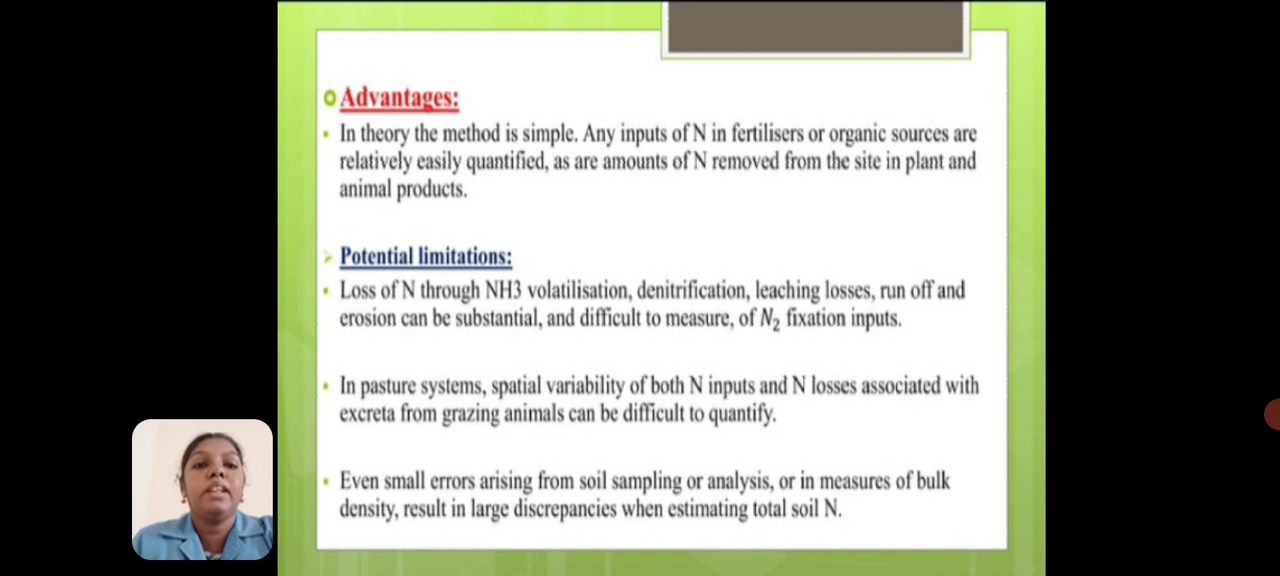 Advantages:
In theory the method is simple. Any inputs of N in fertilisers or organic sources are
relatively easily quantified, as are amounts of N removed from the site in plant and
animal products.
Potential limitations:
Loss of N through NH3 volatilisation, denitrification, leaching losses, run off and
erosion can be substantial, and difficult to measure, of N₂ fixation inputs.
In pasture systems, spatial variability of both N inputs and N losses associated with
excreta from grazing animals can be difficult to quantify.
Even small errors arising from soil sampling or analysis, or in measures of bulk
density, result in large discrepancies when estimating total soil N.